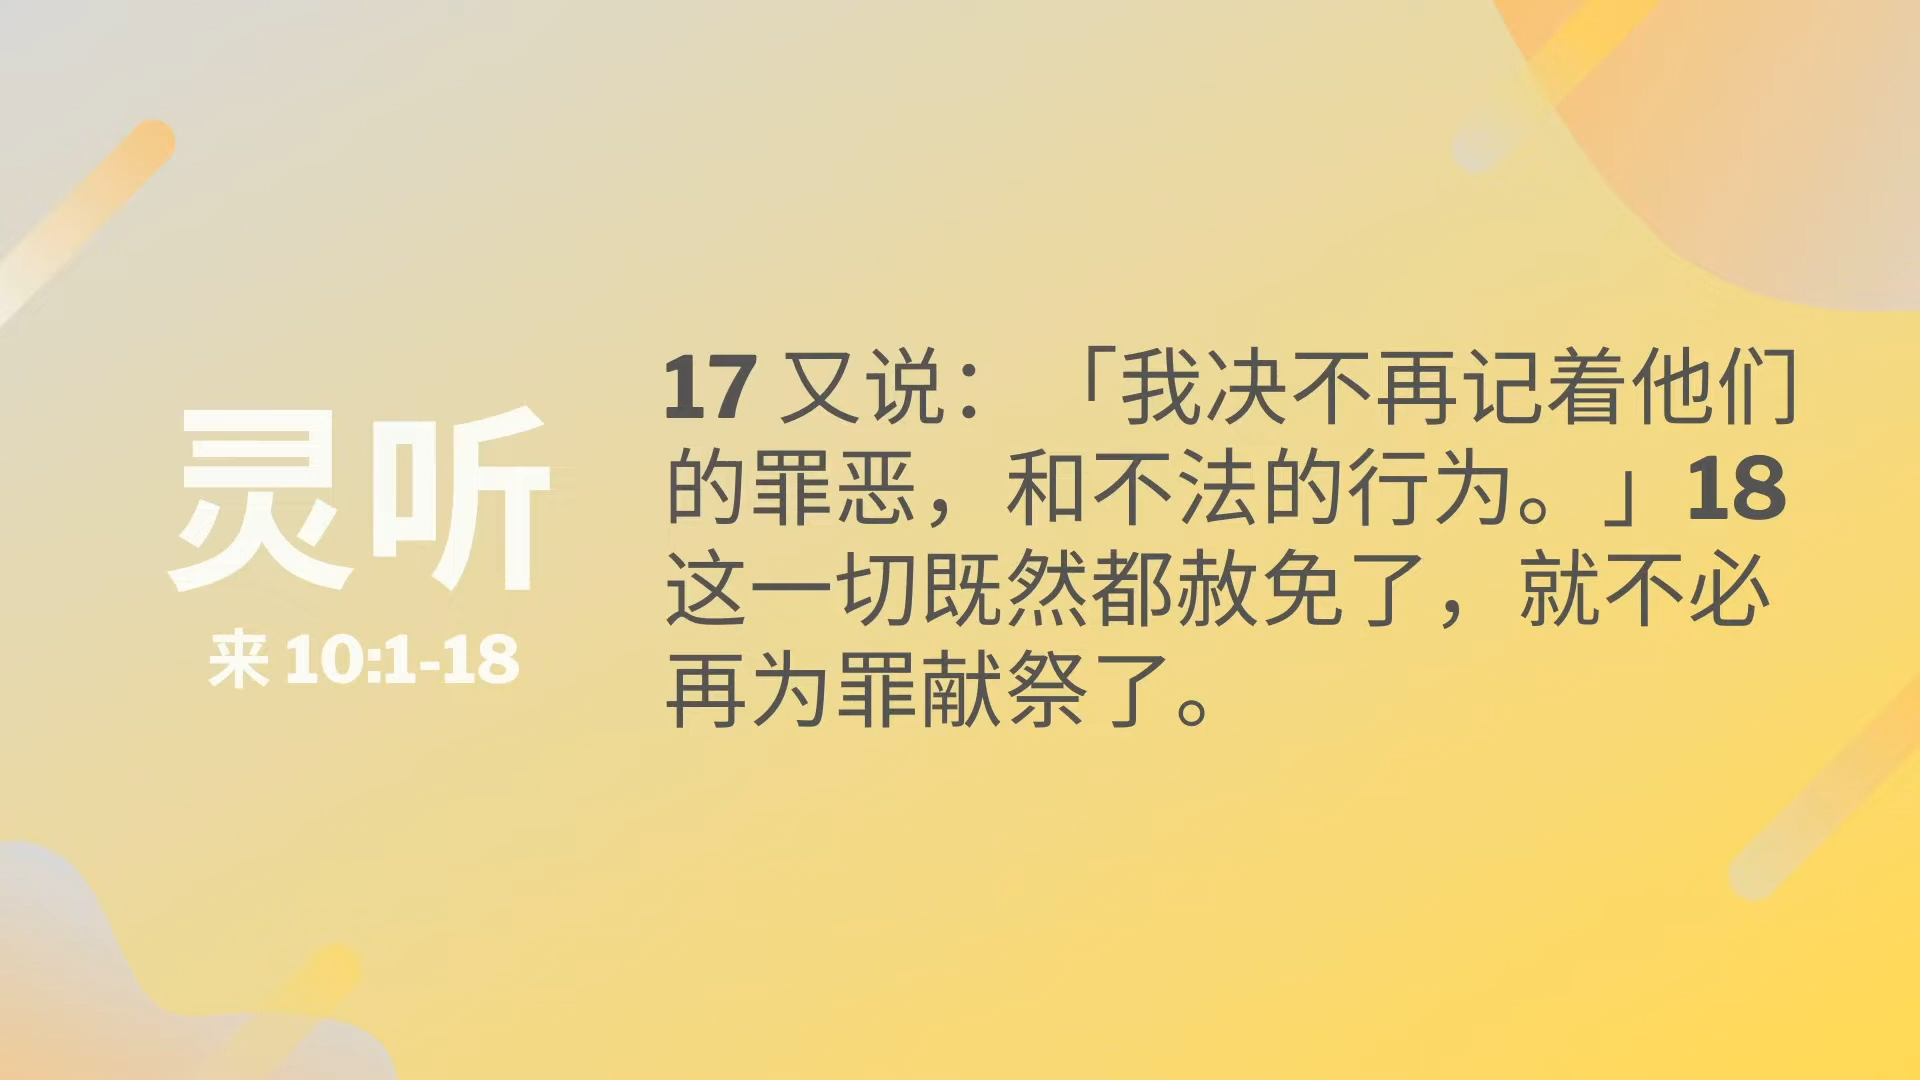 灵听
来 10:1-18
17 又说：「我决不再记着他们
的罪恶，和不法的行为。」18
这一切既然都赦免了，就不必
再为罪献祭了。